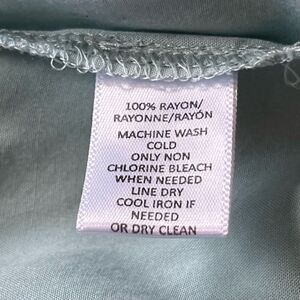 100% RAYON/
RAYONNE/RAYÓN
MACHINE WASH
COLD
ONLY NON
CHLORINE BLEACH
WHEN NEEDED
LINE DRY
COOL IRON IF
NEEDED
OR DRY CLEAN